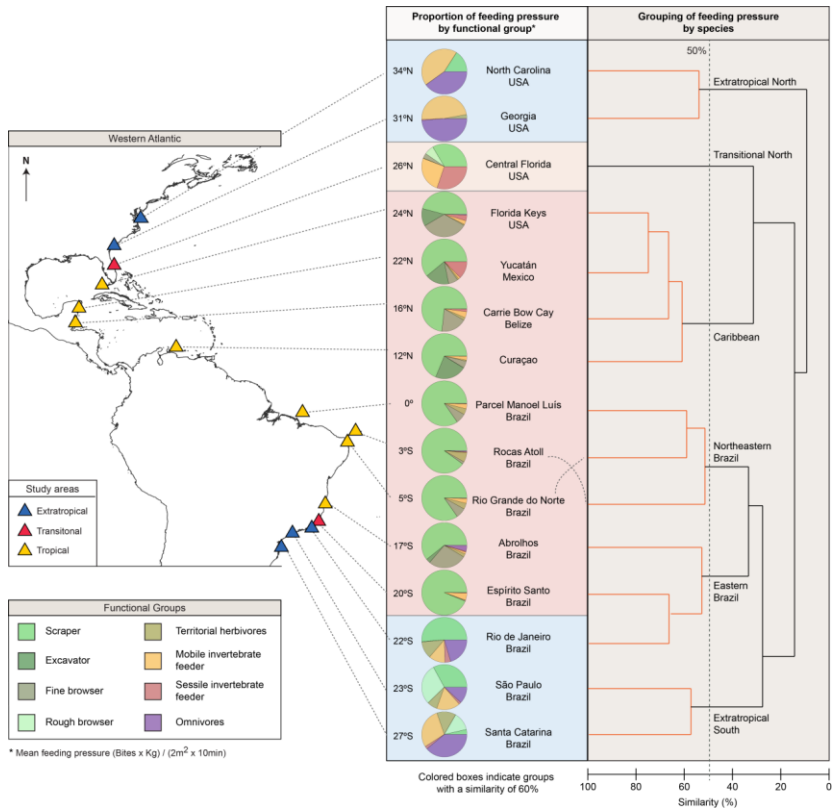 Proportion of feeding pressure
by functional group*
Grouping of feeding pressure
by species
50%
34ºN
North Carolina
USA
Extratropical North
31ºN
Georgia
USA
Western Atlantic
N
Transitional North
26ºN
Central Florida
USA
24ºN
Florida Keys
USA
22ºN
Yucatán
Mexico
16ºN
Carrie Bow Cay
Belize
Caribbean
12ºN
Curaçao
0º
Parcel Manoel Luís
Brazil
Northeastern
Brazil
3ºS
Rocas Atoll
Brazil
5ºS
Rio Grande do Norte
Brazil
Study areas
Extratropical
Transitonal
Tropical
17ºS
Abrolhos
Brazil
Eastern
Brazil
20ºS
Espírito Santo
Brazil
22ºS
Rio de Janeiro
Brazil
23ºS
São Paulo
Brazil
Extratropical
South
27ºS
Santa Catarina
Brazil
Functional Groups
Scraper
Excavator
Fine browser
Rough browser
Territorial herbivores
Mobile invertebrate
feeder
Sessile invertebrate
feeder
Omnivores
* Mean feeding pressure (Bites x Kg) / (2m² x 10min)
Colored boxes indicate groups
with a similarity of 60%
100 80 60 40 20 0
Similarity (%)